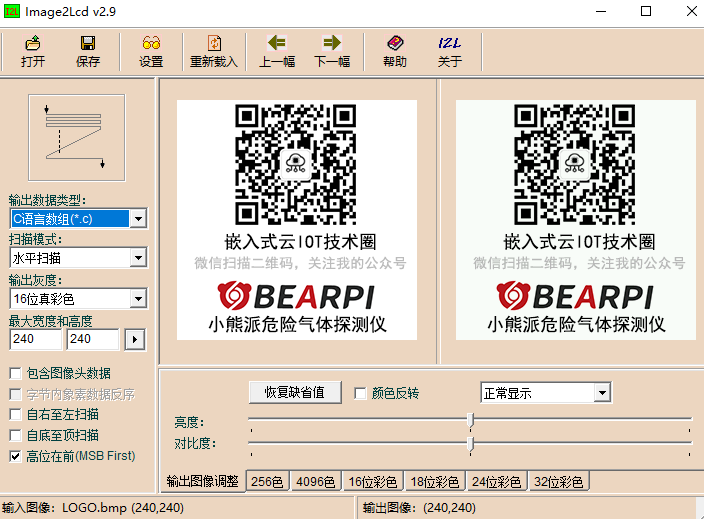 Image2Lcd v2.9
打开 保存 设置 重新载入 上一幅 下一幅 帮助 关于
I2L
输出数据类型：
C语言数组(*.c)
扫描模式：
水平扫描
输出灰度：
16位真彩色
最大宽度和高度
240 240
包含图像头数据
字节内象素数据反序
自右至左扫描
自底至顶扫描
高位在前(MSB First)
嵌入式云IOT技术圈
微信扫描二维码，关注我的公众号
BEARPI
小熊派危险气体探测仪
嵌入式云IOT技术圈
微信扫描二维码，关注我的公众号
BEARPI
小熊派危险气体探测仪
恢复缺省值 颜色反转 正常显示
亮度：
对比度：
输出图像调整 256色 4096色 16位彩色 18位彩色 24位彩色 32位彩色
输入图像： LOGO.bmp (240,240) 输出图像： (240,240)